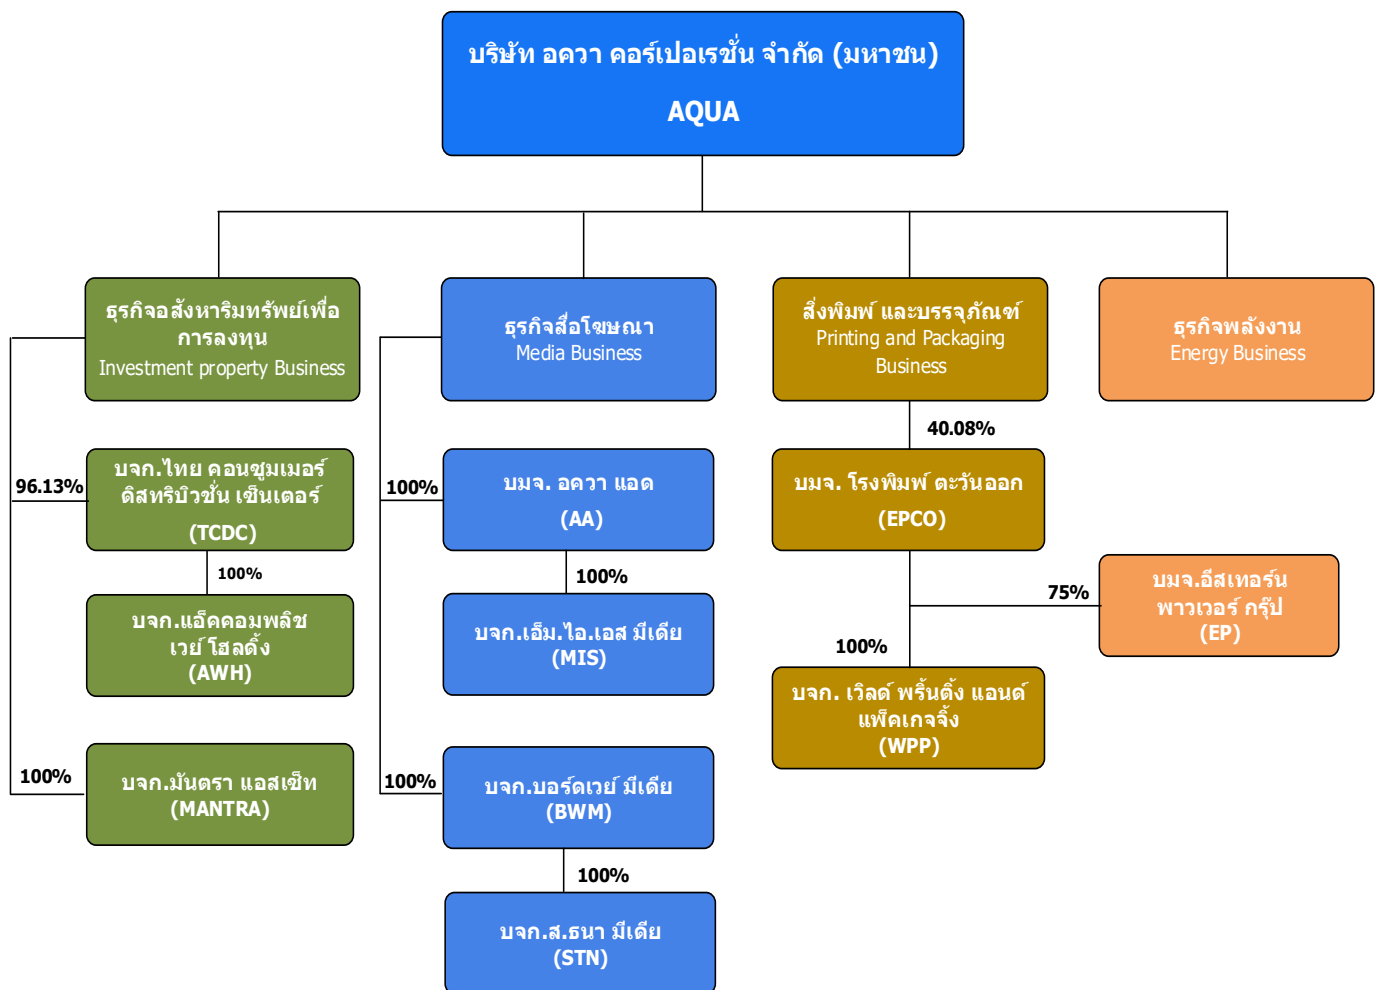 บริษัท อควา คอร์เปอเรชั่น จำกัด (มหาชน)
AQUA
ธุรกิจอสังหาริมทรัพย์เพื่อ
การลงทุน
Investment property Business
ธุรกิจสื่อโฆษณา
Media Business
สิ่งพิมพ์ และบรรจุภัณฑ์
Printing and Packaging
Business
ธุรกิจพลังงาน
Energy Business
40.08%
96.13%
บจก.ไทย คอนซูมเมอร์
ดิสทริบิวชั่น เซ็นเตอร์
(TCDC)
100%
บมจ. อควา แอด
(AA)
บมจ. โรงพิมพ์ ตะวันออก
(EPCO)
100%
บจก.แอ็คคอมพลิช
เวย์ โฮลดิ้ง
(AWH)
100%
บจก.เอ็ม.ไอ.เอส มีเดีย
(MIS)
75%
บมจ.อีสเทอร์น
พาวเวอร์ กรุ๊ป
(EP)
100%
บจก. เวิลด์ พริ้นติ้ง แอนด์
แพ็คเกจจิ้ง
(WPP)
100%
บจก.มันตรา แอสเซ็ท
(MANTRA)
100%
บจก.บอร์ดเวย์ มีเดีย
(BWM)
100%
บจก.ส.ธนา มีเดีย
(STN)